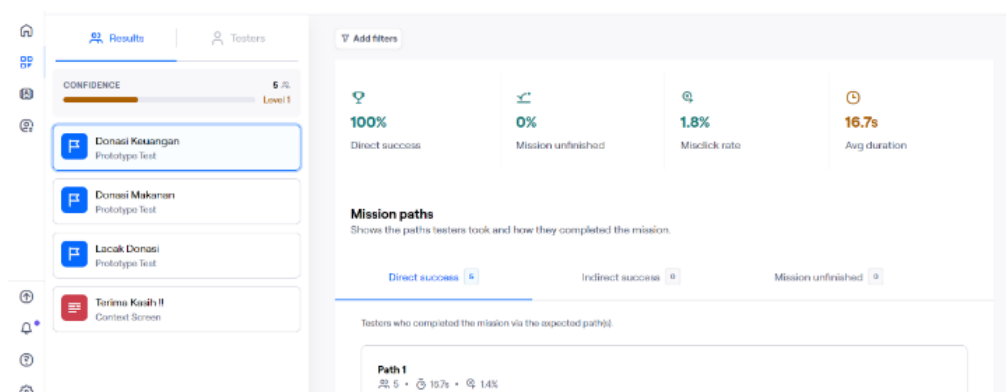 Results
Testers
CONFIDENCE
5
Level 1
Donasi Keuangan
Prototype Test
Donasi Makanan
Prototype Test
Lacak Donasi
Prototype Test
Terima Kasih !!
Context Screen
Add filters
100%
Direct success
0%
Mission unfinished
1.8%
Misclick rate
16.7s
Avg duration
Mission paths
Shows the paths testers took and how they completed the mission.
Direct success 5
Indirect success 0
Mission unfinished 0
Testers who completed the mission via the expected path(s).
Path 1
5 • 16.7s • 1.4%